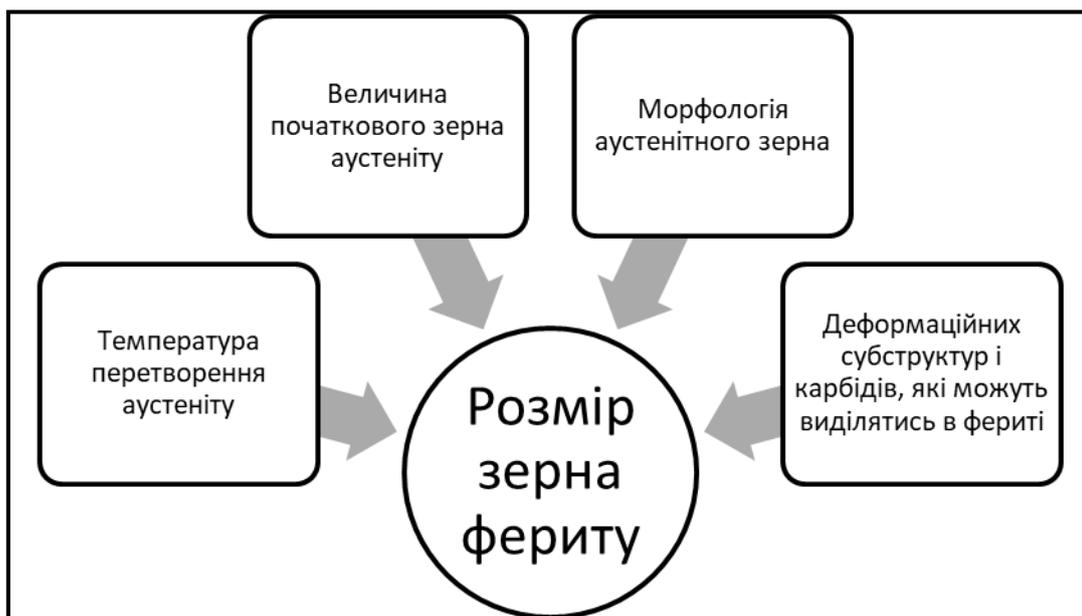 Величина
початкового зерна
аустеніту
Морфологія
аустенітного зерна
Температура
перетворення
аустеніту
Деформаційних
субструктур і
карбідів, які можуть
виділятись в фериті
Розмір
зерна
фериту